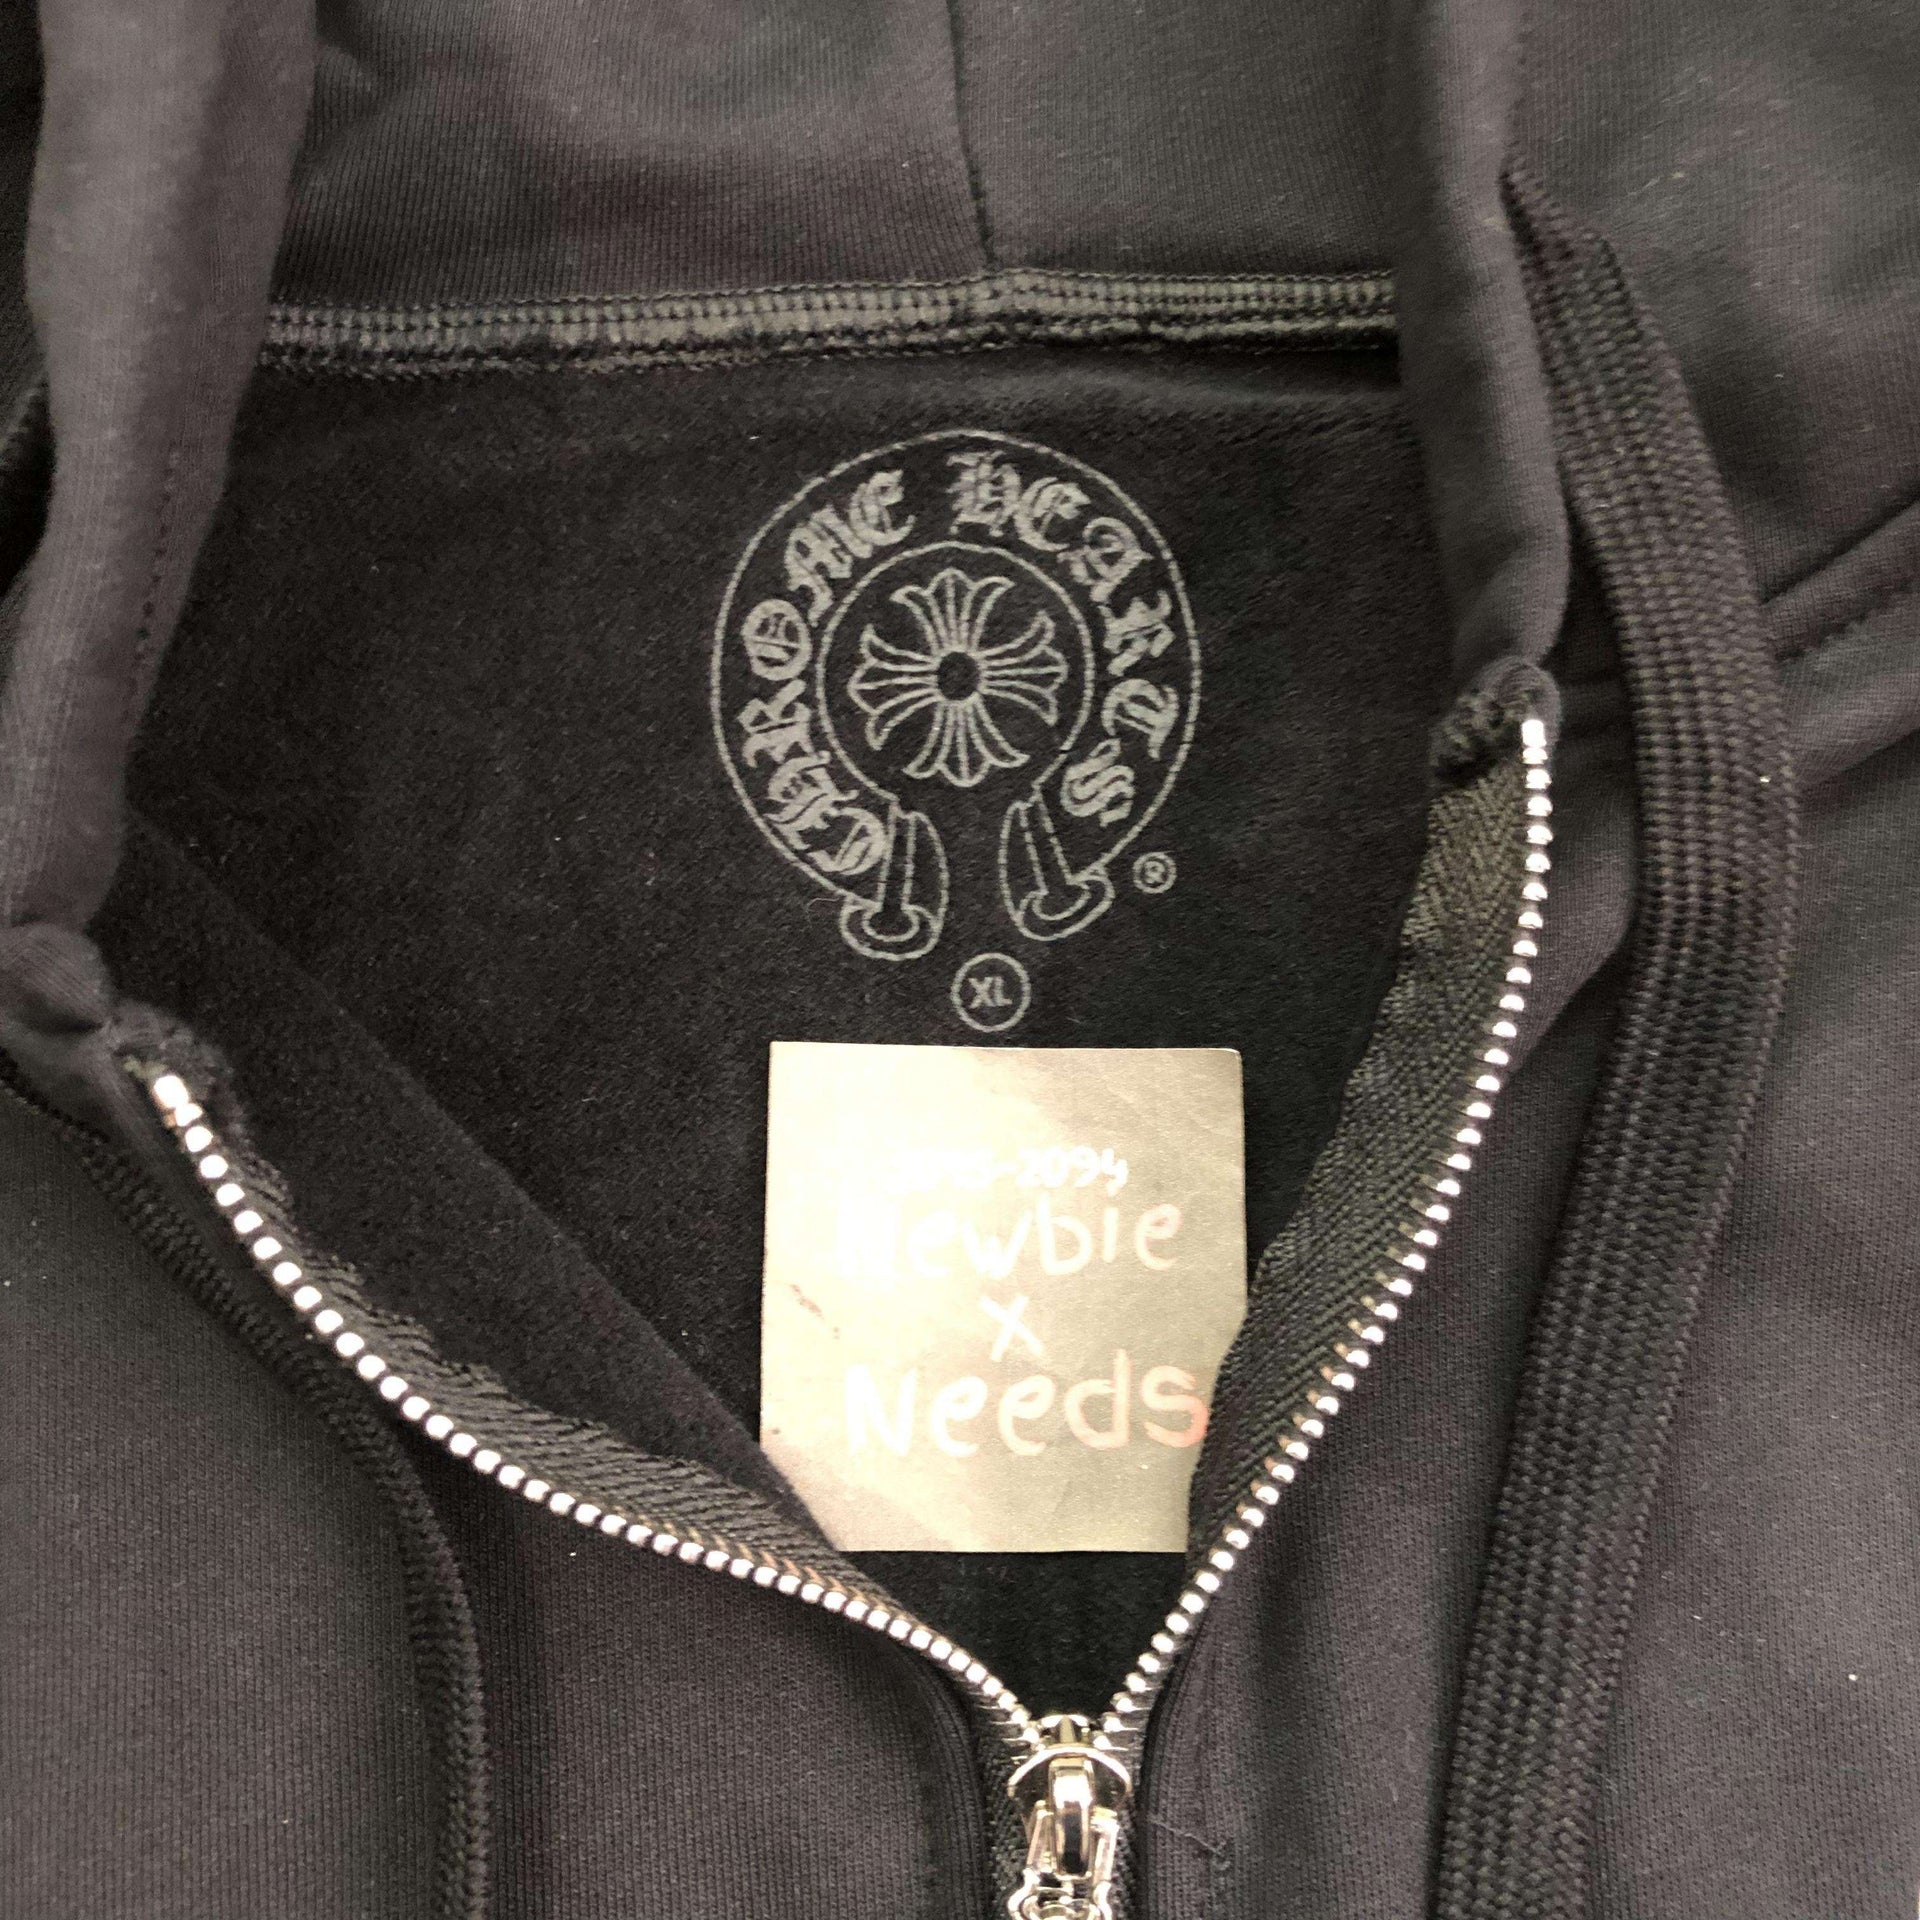 CHROME HEARTS
®
XL
Newbie
x
Needs